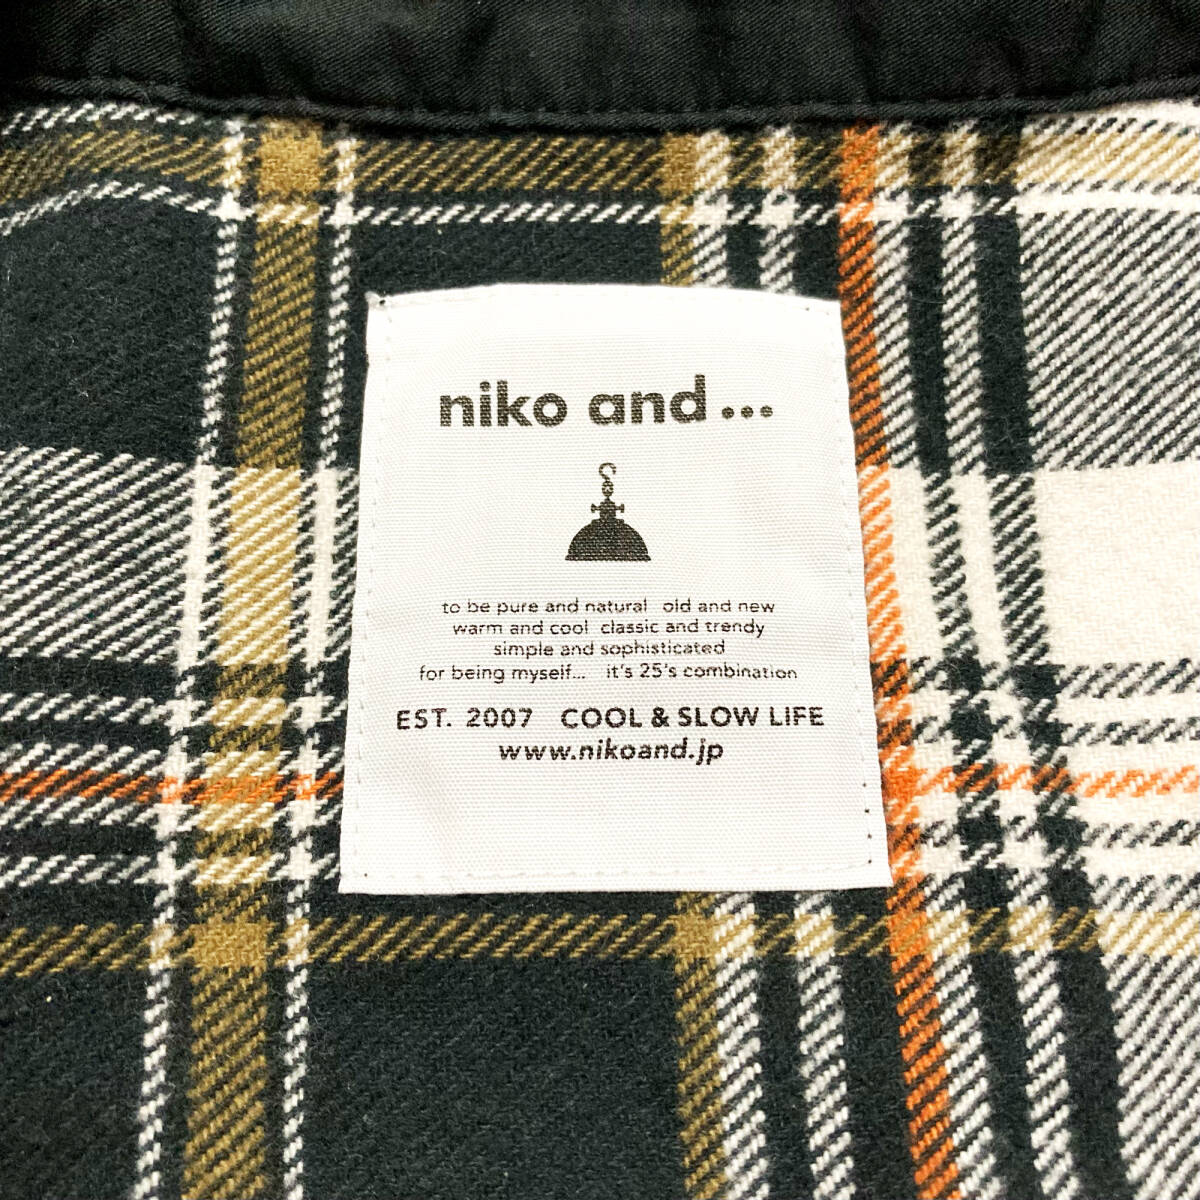 niko and...
to be pure and natural old and new
warm and cool classic and trendy
simple and sophisticated
for being myself... it's 25's combination
EST. 2007 COOL & SLOW LIFE
www.nikoand.jp